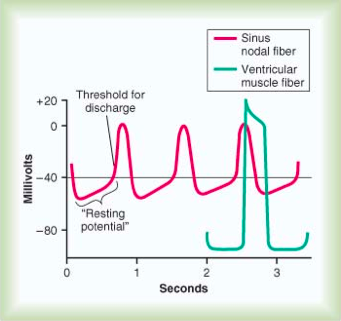 Sinus
nodal fiber
Ventricular
muscle fiber
Threshold for
discharge
+20
0
−40
−80
Millivolts
“Resting
potential”
0
1
2
3
Seconds